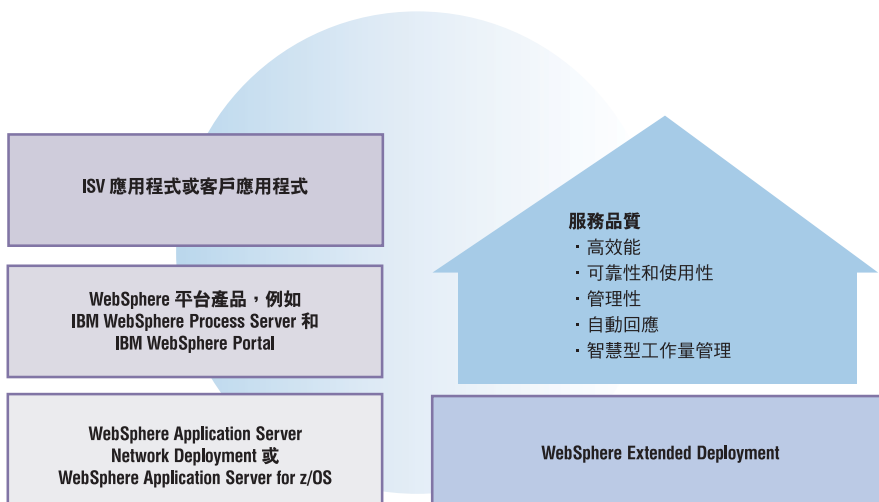 ISV 應用程式或客戶應用程式
WebSphere 平台產品，例如
IBM WebSphere Process Server 和
IBM WebSphere Portal
WebSphere Application Server
Network Deployment 或
WebSphere Application Server for z/OS
服務品質
・高效能
・可靠性和使用性
・管理性
・自動回應
・智慧型工作量管理
WebSphere Extended Deployment